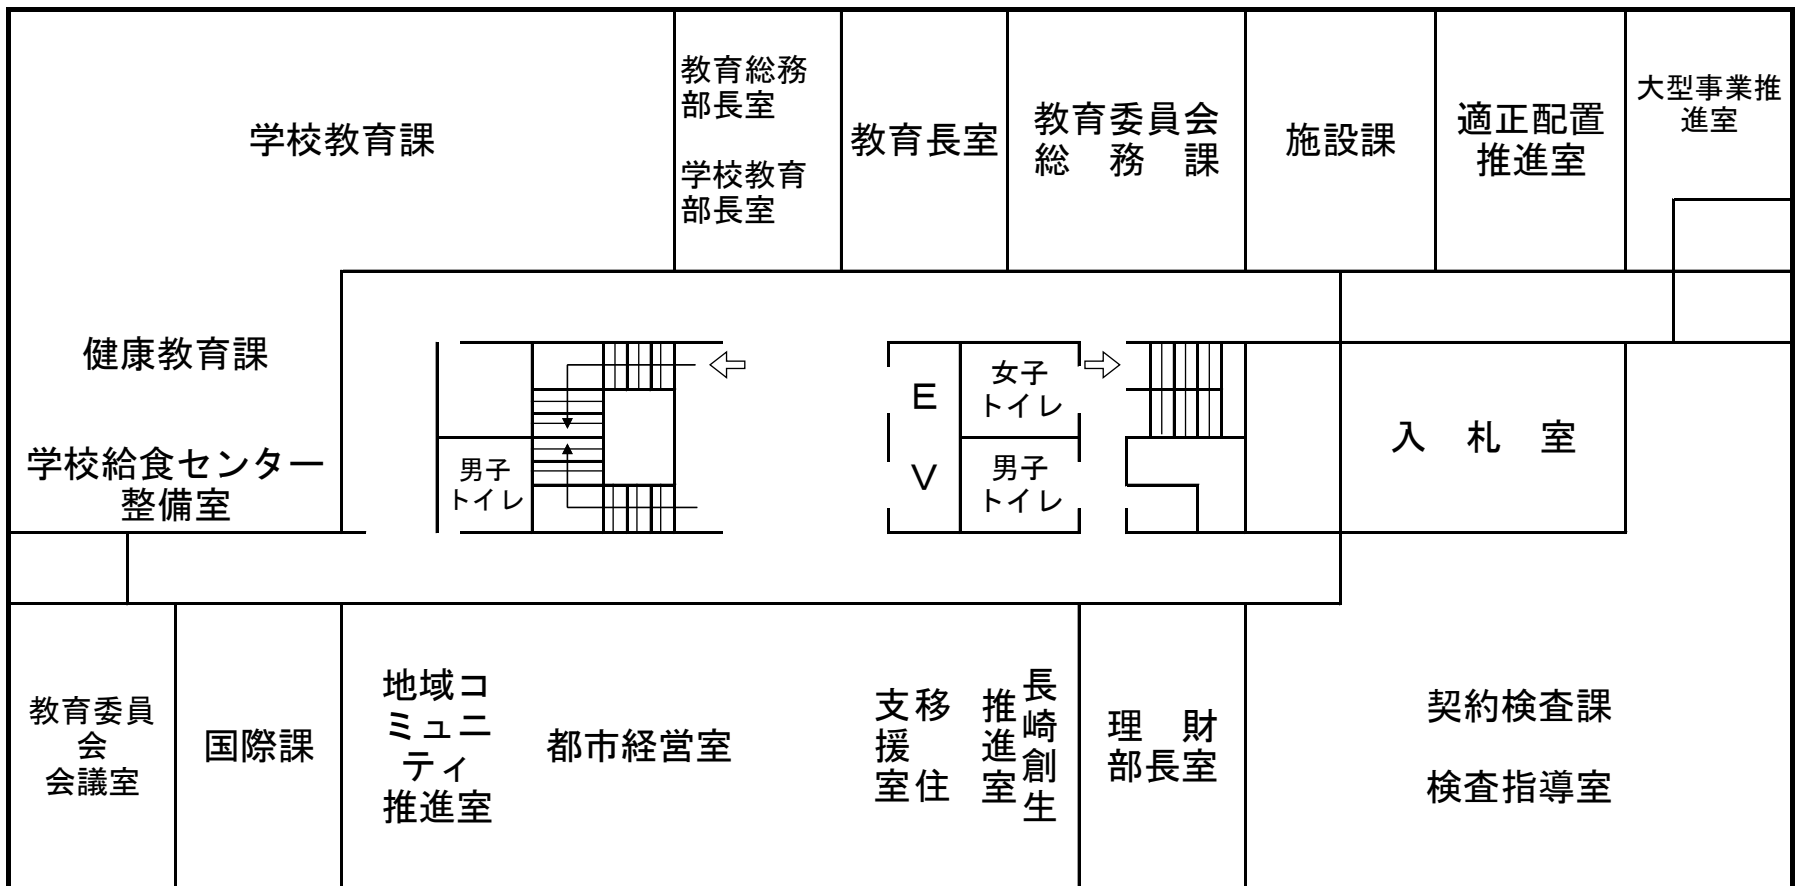 学校教育課
教育総務
部長室
学校教育
部長室
教育長室
教育委員会
総　務　課
施設課
適正配置
推進室
大型事業推
進室
健康教育課
学校給食センター
整備室
男子
トイレ
E
V
女子
トイレ
男子
トイレ
入　札　室
教育委員
会
会議室
国際課
地域コ
ミュニ
ティ
推進室
都市経営室
移住
支援室
長崎創生
推進室
理　財
部長室
契約検査課
検査指導室